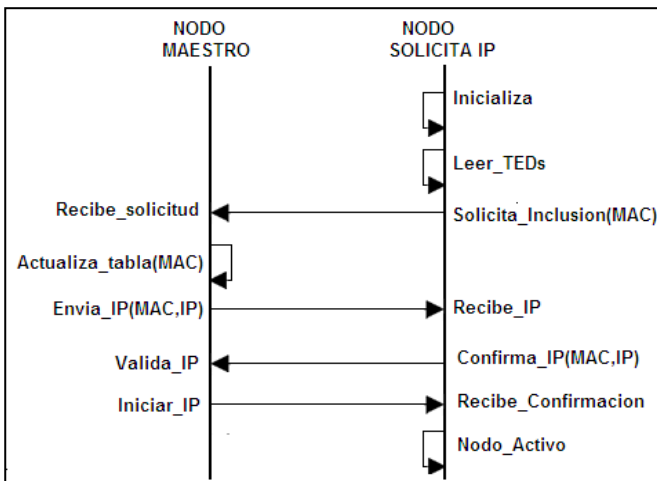 NODO
MAESTRO
NODO
SOLICITA IP
Inicializa
Leer_TEDs
Recibe_solicitud
Solicita_Inclusion(MAC)
Actualiza_tabla(MAC)
Envia_IP(MAC,IP)
Recibe_IP
Valida_IP
Confirma_IP(MAC,IP)
Iniciar_IP
Recibe_Confirmacion
Nodo_Activo